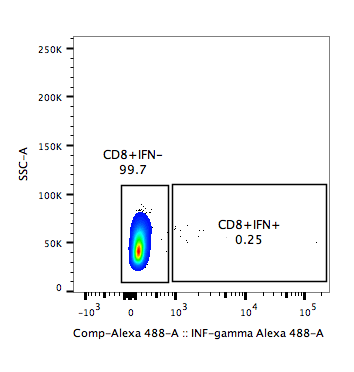 250K
200K
SSC-A
150K
CD8+IFN-
99.7
100K
CD8+IFN+
0.25
50K
0
-10³ 0 10³ 10⁴ 10⁵
Comp-Alexa 488-A :: INF-gamma Alexa 488-A